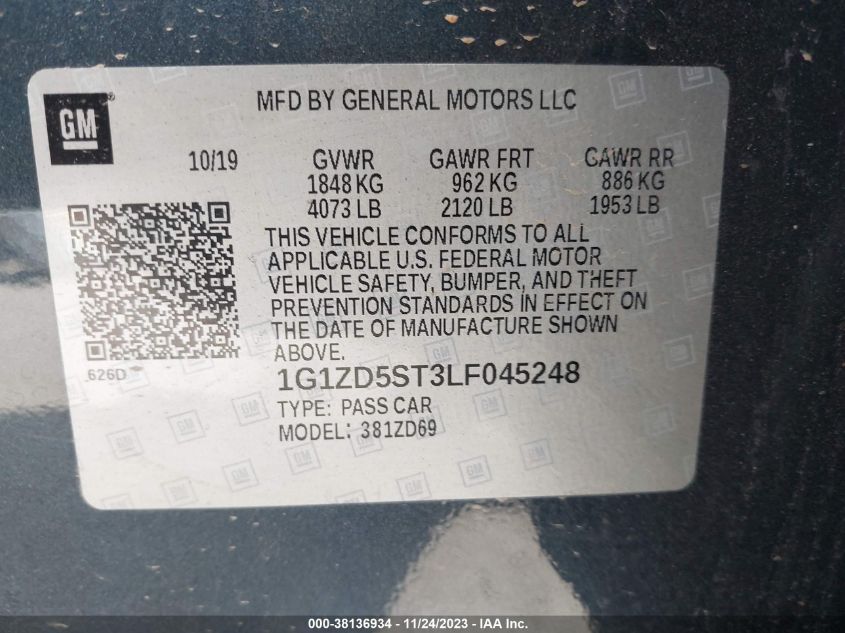 GM
MFD BY GENERAL MOTORS LLC
10/19 GVWR GAWR FRT GAWR RR
1848 KG 962 KG 886 KG
4073 LB 2120 LB 1953 LB
THIS VEHICLE CONFORMS TO ALL
APPLICABLE U.S. FEDERAL MOTOR
VEHICLE SAFETY, BUMPER, AND THEFT
PREVENTION STANDARDS IN EFFECT ON
THE DATE OF MANUFACTURE SHOWN
ABOVE.
626D
1G1ZD5ST3LF045248
TYPE: PASS CAR
MODEL: 381ZD69
000-38136934 - 11/24/2023 - IAA Inc.